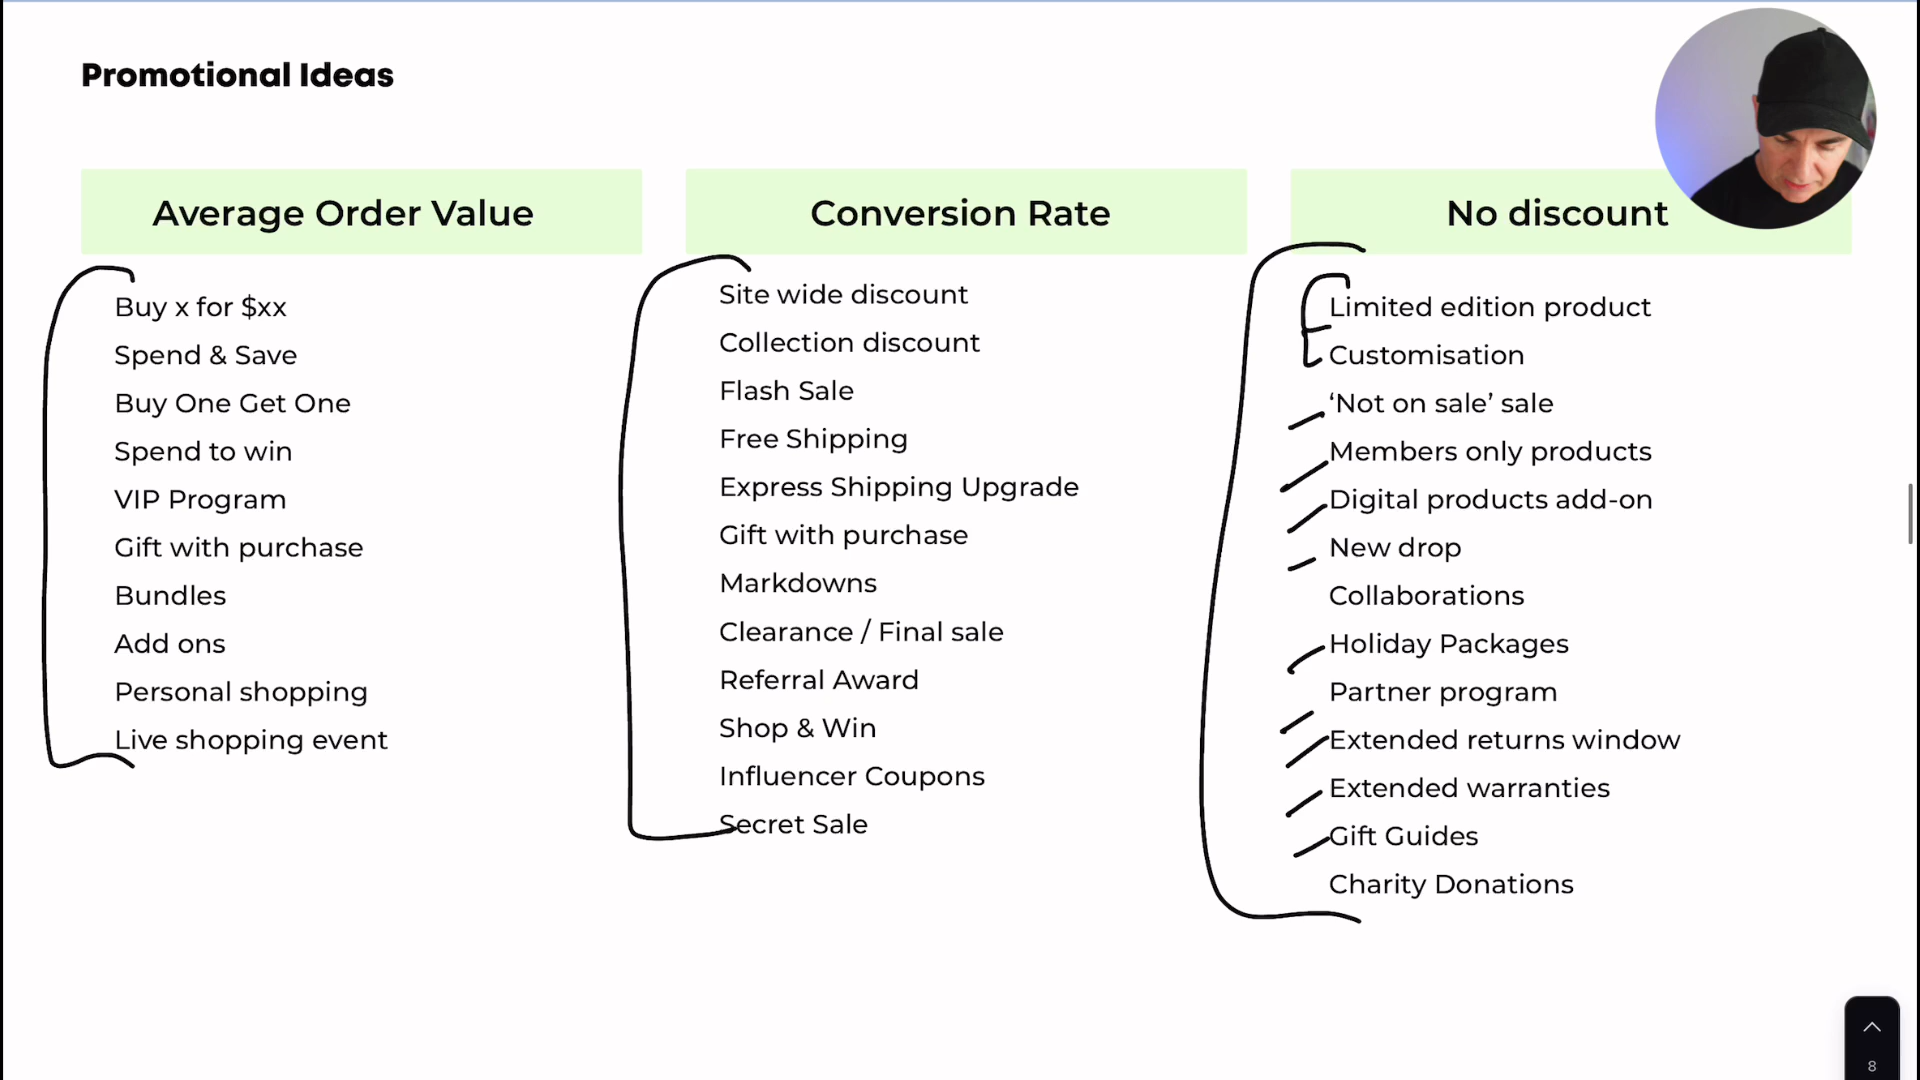 Promotional Ideas
Average Order Value
Buy x for $xx
Spend & Save
Buy One Get One
Spend to win
VIP Program
Gift with purchase
Bundles
Add ons
Personal shopping
Live shopping event
Conversion Rate
Site wide discount
Collection discount
Flash Sale
Free Shipping
Express Shipping Upgrade
Gift with purchase
Markdowns
Clearance / Final sale
Referral Award
Shop & Win
Influencer Coupons
Secret Sale
No discount
Limited edition product
Customisation
‘Not on sale’ sale
Members only products
Digital products add-on
New drop
Collaborations
Holiday Packages
Partner program
Extended returns window
Extended warranties
Gift Guides
Charity Donations
8